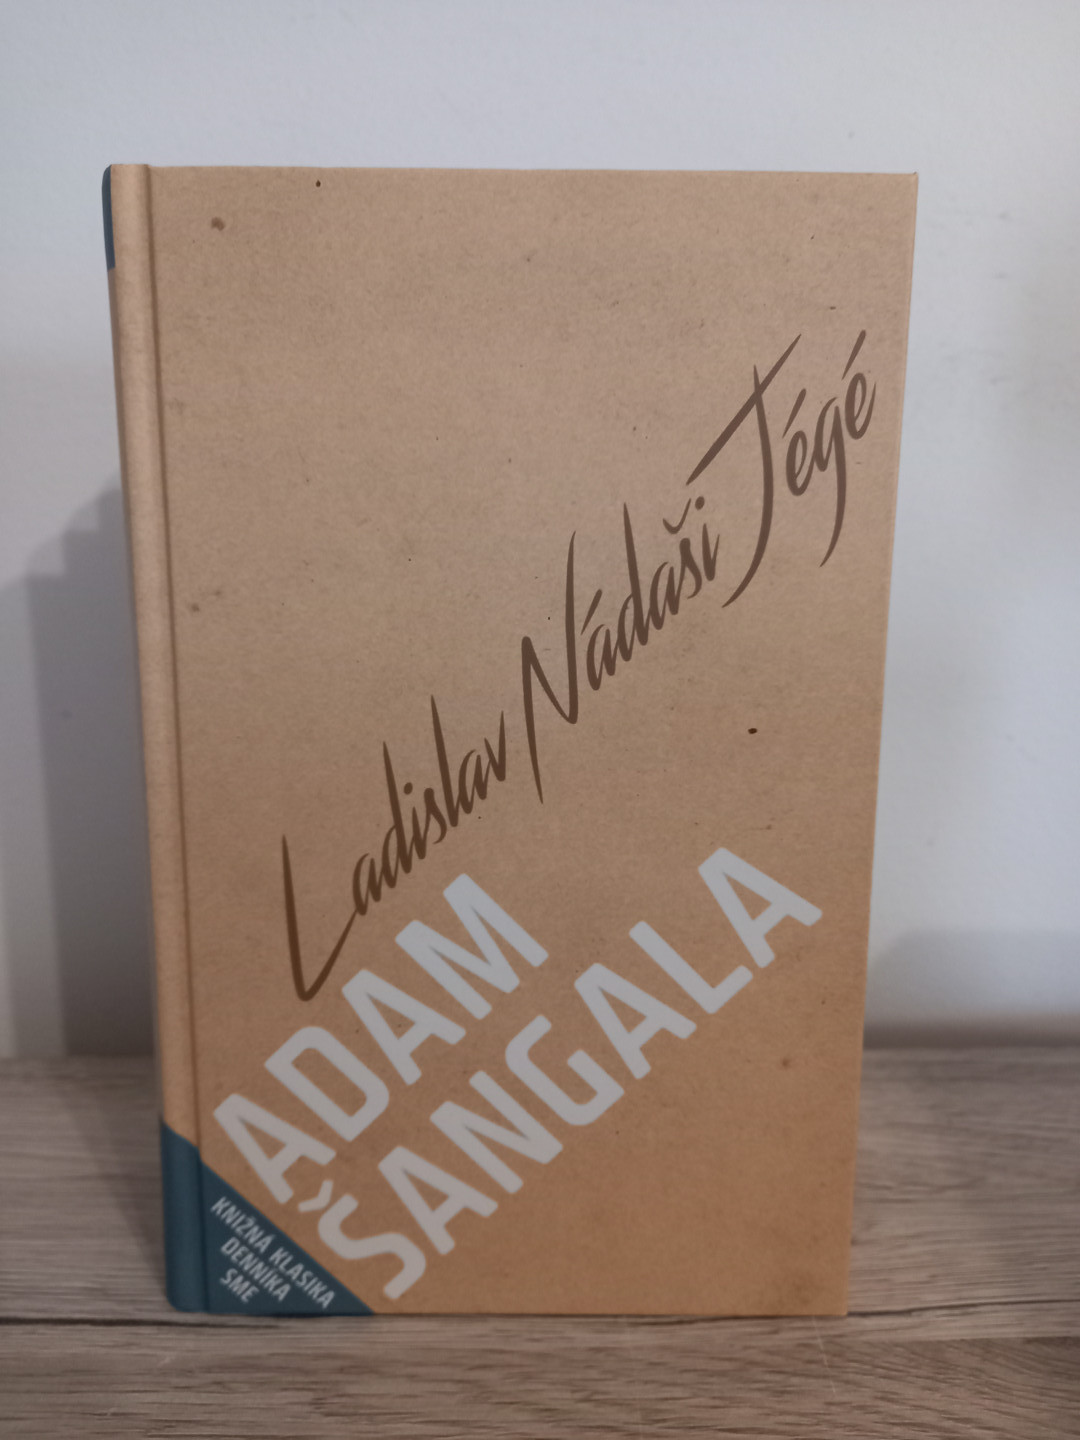 Ladislav Nádaši Jégé
ADAM
ŠANGALA
KNIŽNÁ KLASIKA
DENNÍKA
SME